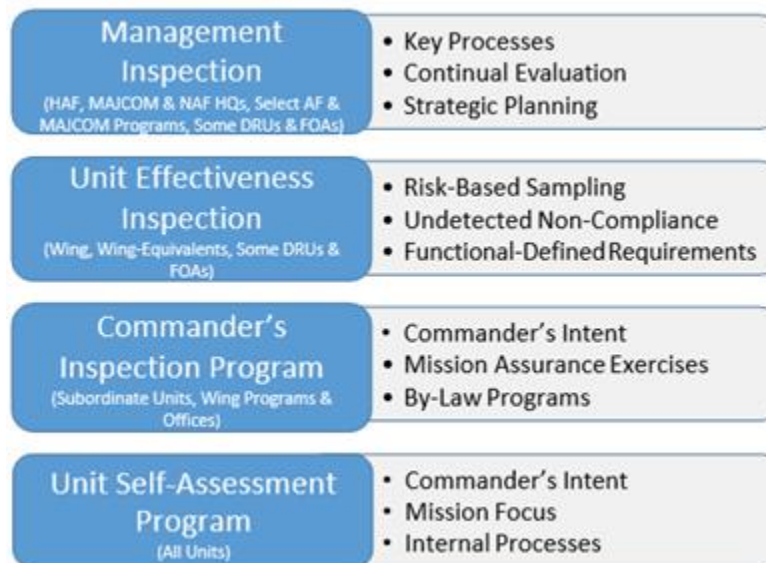 Management
Inspection
(HAF, MAJCOM & NAF HQs, Select AF &
MAJCOM Programs, Some DRUs & FOAs)
• Key Processes
• Continual Evaluation
• Strategic Planning
Unit Effectiveness
Inspection
(Wing, Wing-Equivalents, Some DRUs &
FOAs)
• Risk-Based Sampling
• Undetected Non-Compliance
• Functional-Defined Requirements
Commander’s
Inspection Program
(Subordinate Units, Wing Programs &
Offices)
• Commander’s Intent
• Mission Assurance Exercises
• By-Law Programs
Unit Self-Assessment
Program
(All Units)
• Commander’s Intent
• Mission Focus
• Internal Processes